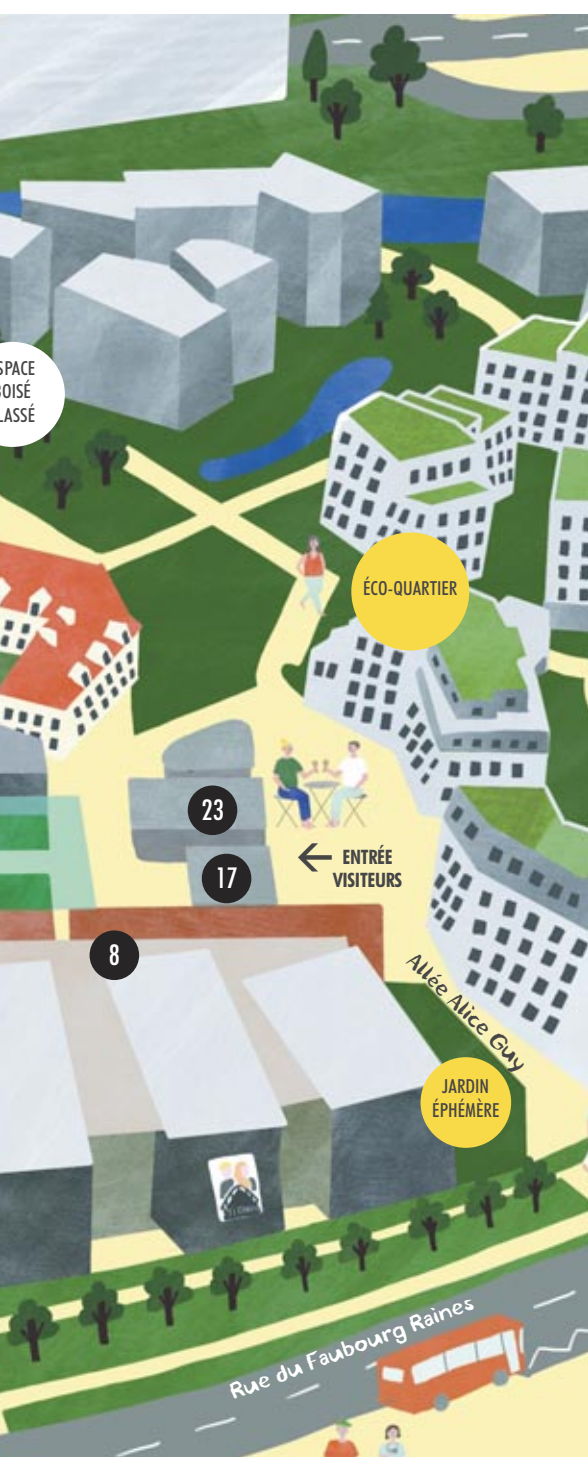 SPACE
BOISÉ
LASSÉ
ÉCO-QUARTIER
23
17
← ENTRÉE
VISITEURS
8
Allée Alice Guy
JARDIN
ÉPHÉMÈRE
Rue du Faubourg Raines